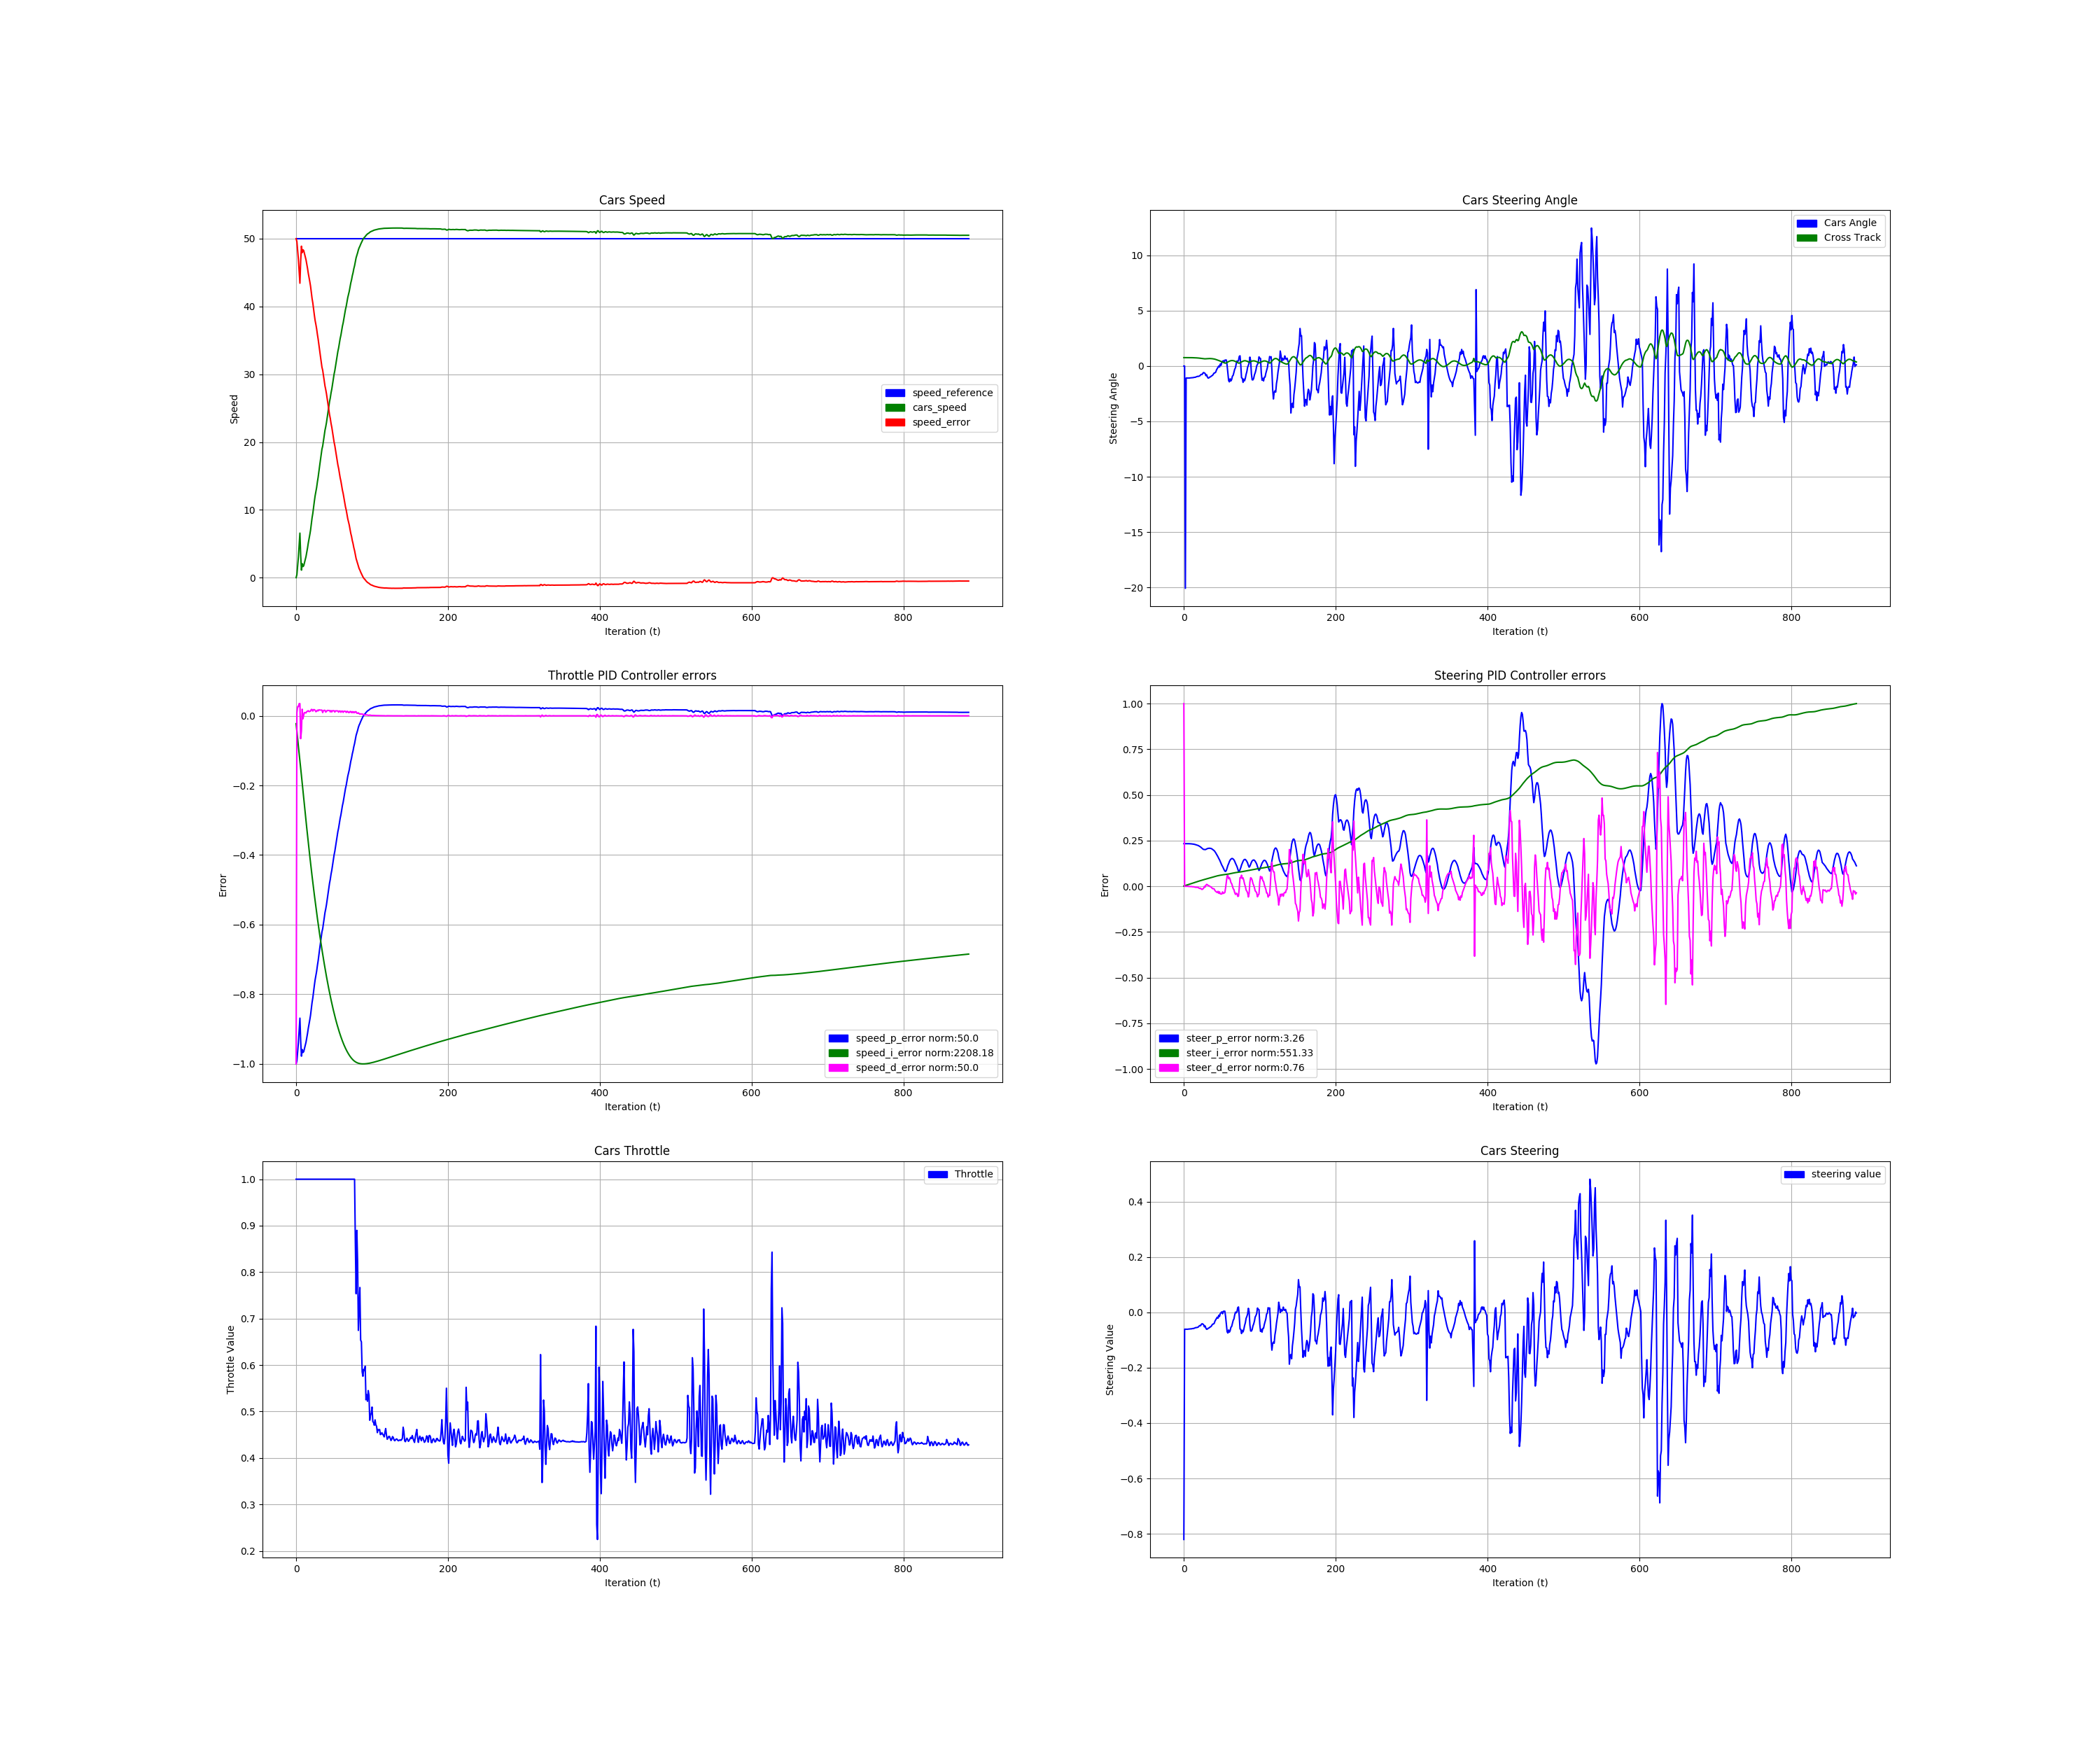 Cars Speed
50
40
30
20
10
0
Speed
speed_reference
cars_speed
speed_error
0
200
400
600
800
Iteration (t)
Cars Steering Angle
10
5
0
−5
−10
−15
−20
Steering Angle
Cars Angle
Cross Track
0
200
400
600
800
Iteration (t)
Throttle PID Controller errors
0.0
−0.2
−0.4
−0.6
−0.8
−1.0
Error
speed_p_error norm:50.0
speed_i_error norm:2208.18
speed_d_error norm:50.0
0
200
400
600
800
Iteration (t)
Steering PID Controller errors
1.00
0.75
0.50
0.25
0.00
−0.25
−0.50
−0.75
−1.00
Error
steer_p_error norm:3.26
steer_i_error norm:551.33
steer_d_error norm:0.76
0
200
400
600
800
Iteration (t)
Cars Throttle
1.0
0.9
0.8
0.7
0.6
0.5
0.4
0.3
0.2
Throttle Value
Throttle
0
200
400
600
800
Iteration (t)
Cars Steering
0.4
0.2
0.0
−0.2
−0.4
−0.6
−0.8
Steering Value
steering value
0
200
400
600
800
Iteration (t)